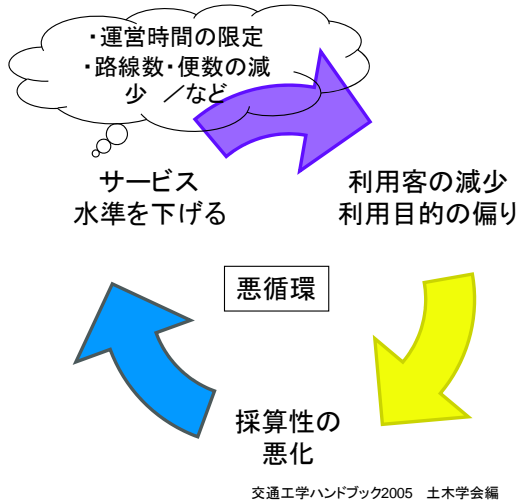 ・運営時間の限定
・路線数・便数の減
少　／など
サービス
水準を下げる
利用客の減少
利用目的の偏り
悪循環
採算性の
悪化
交通工学ハンドブック2005　土木学会編